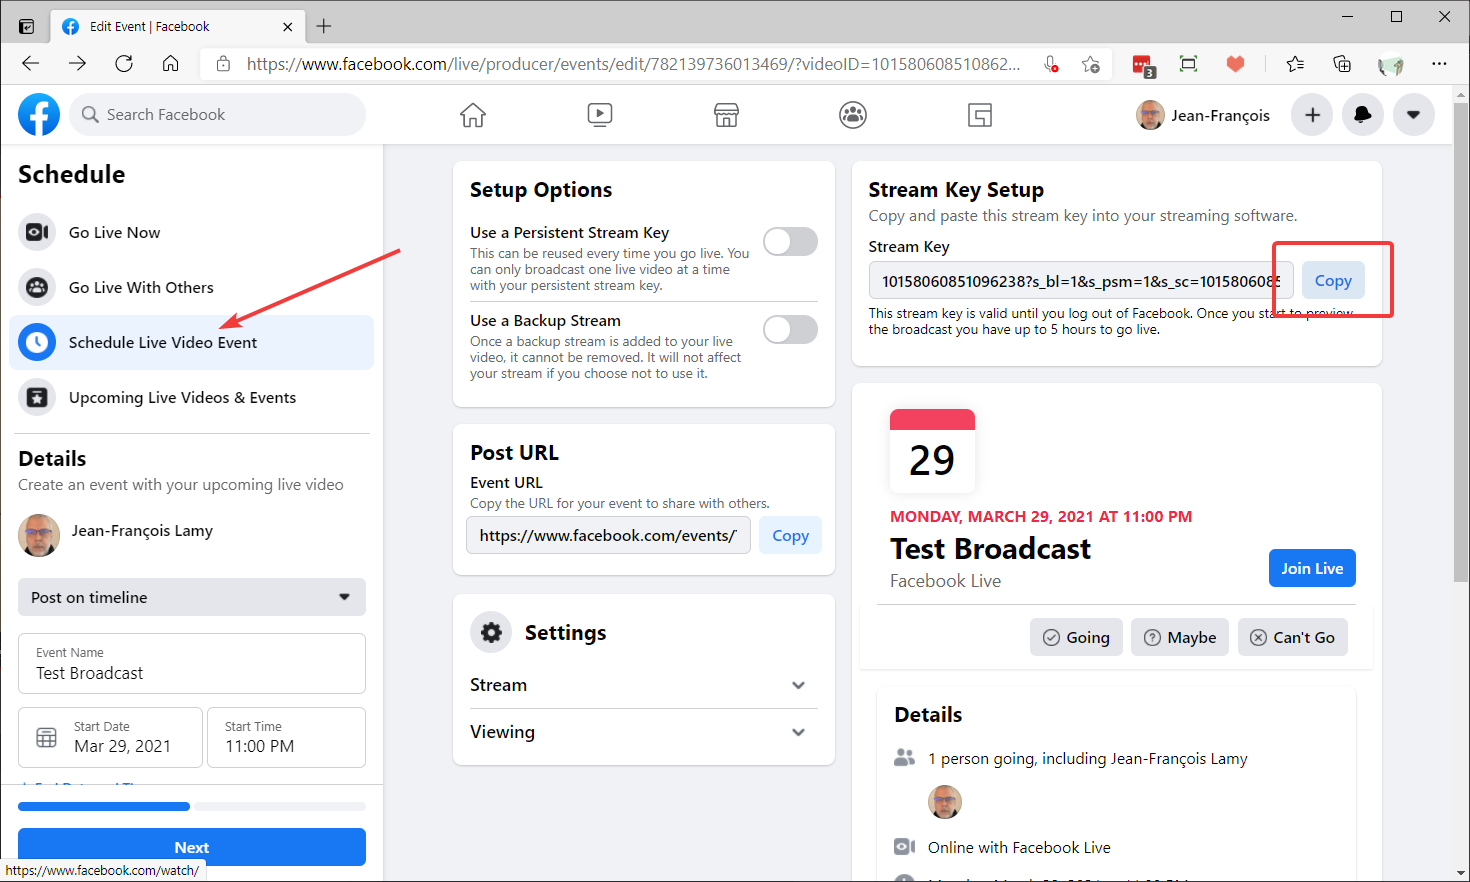 Edit Event | Facebook
https://www.facebook.com/live/producer/events/edit/782139736013469/?videoID=101580608510862...
3
Search Facebook
Jean-François
Schedule
Go Live Now
Go Live With Others
Schedule Live Video Event
Upcoming Live Videos & Events
Details
Create an event with your upcoming live video
Jean-François Lamy
Post on timeline
Event Name
Test Broadcast
Start Date
Mar 29, 2021
Start Time
11:00 PM
Next
https://www.facebook.com/watch/
Setup Options
Use a Persistent Stream Key
This can be reused every time you go live. You
can only broadcast one live video at a time
with your persistent stream key.
Use a Backup Stream
Once a backup stream is added to your live
video, it cannot be removed. It will not affect
your stream if you choose not to use it.
Post URL
Event URL
Copy the URL for your event to share with others.
https://www.facebook.com/events/
Copy
Settings
Stream
Viewing
Stream Key Setup
Copy and paste this stream key into your streaming software.
Stream Key
10158060851096238?s_bl=1&s_psm=1&s_sc=101580608
Copy
This stream key is valid until you log out of Facebook. Once you start to preview
the broadcast you have up to 5 hours to go live.
29
MONDAY, MARCH 29, 2021 AT 11:00 PM
Test Broadcast
Facebook Live
Join Live
Going
Maybe
Can't Go
Details
1 person going, including Jean-François Lamy
Online with Facebook Live